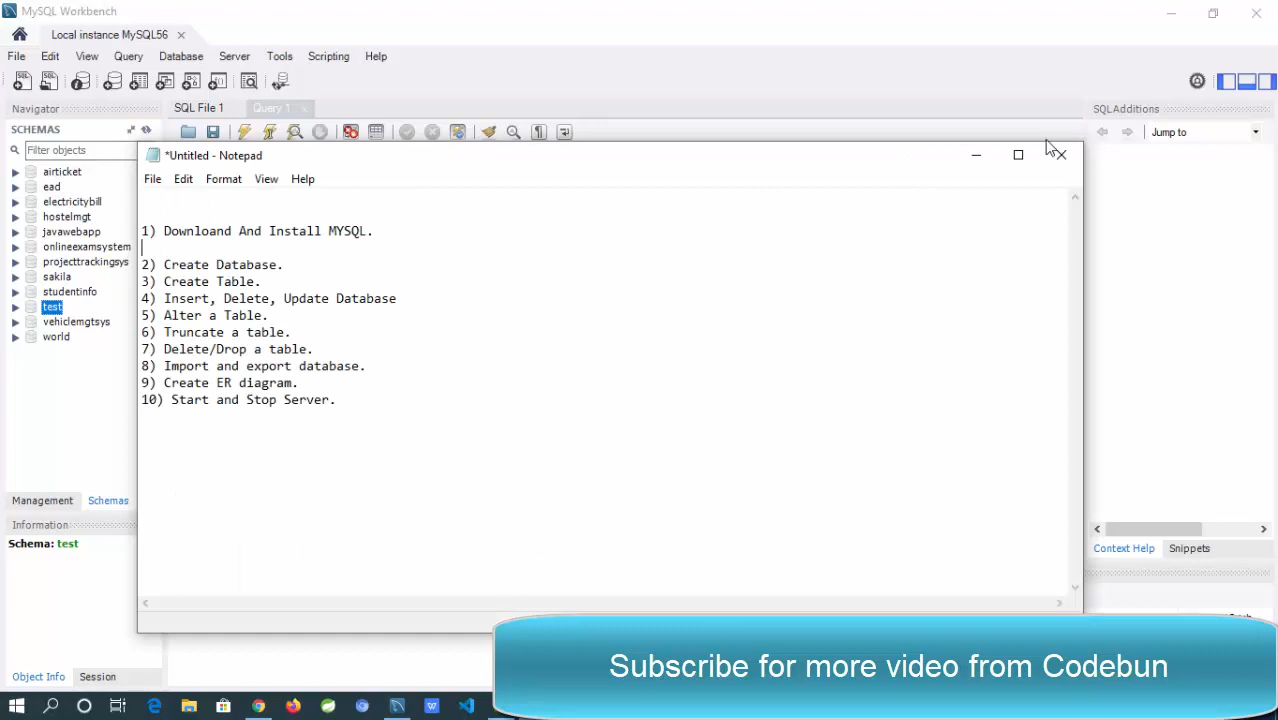 MySQL Workbench
Local instance MySQL56
File Edit View Query Database Server Tools Scripting Help
Navigator
SQL File 1
Query 1
SQLAdditions
SCHEMAS
Filter objects
Jump to
airticket
ead
electricitybill
hostelmgt
javawebapp
onlineexamsystem
projecttrackingsys
sakila
studentinfo
test
vehiclemgtsys
world
Management Schemas
Information
Schema: test
Object Info Session
*Untitled - Notepad
File Edit Format View Help
1) Downloand And Install MYSQL.
2) Create Database.
3) Create Table.
4) Insert, Delete, Update Database
5) Alter a Table.
6) Truncate a table.
7) Delete/Drop a table.
8) Import and export database.
9) Create ER diagram.
10) Start and Stop Server.
Context Help Snippets
Subscribe for more video from Codebun